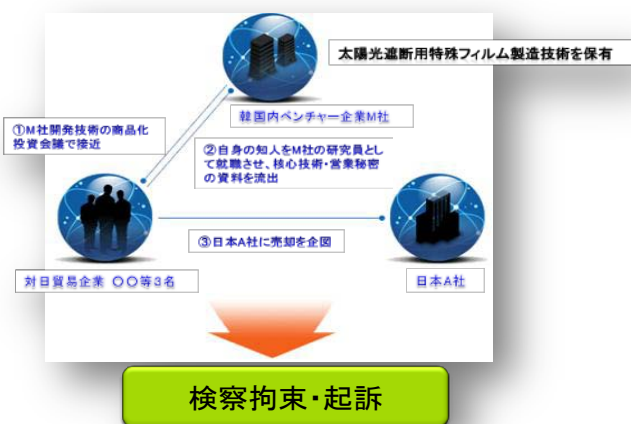 太陽光遮断用特殊フィルム製造技術を保有
韓国内ベンチャー企業M社
①M社開発技術の商品化
投資会議で接近
②自身の知人をM社の研究員とし
て就職させ、核心技術・営業秘密
の資料を流出
③日本A社に売却を企図
対日貿易企業 〇〇等3名
日本A社
検察拘束・起訴